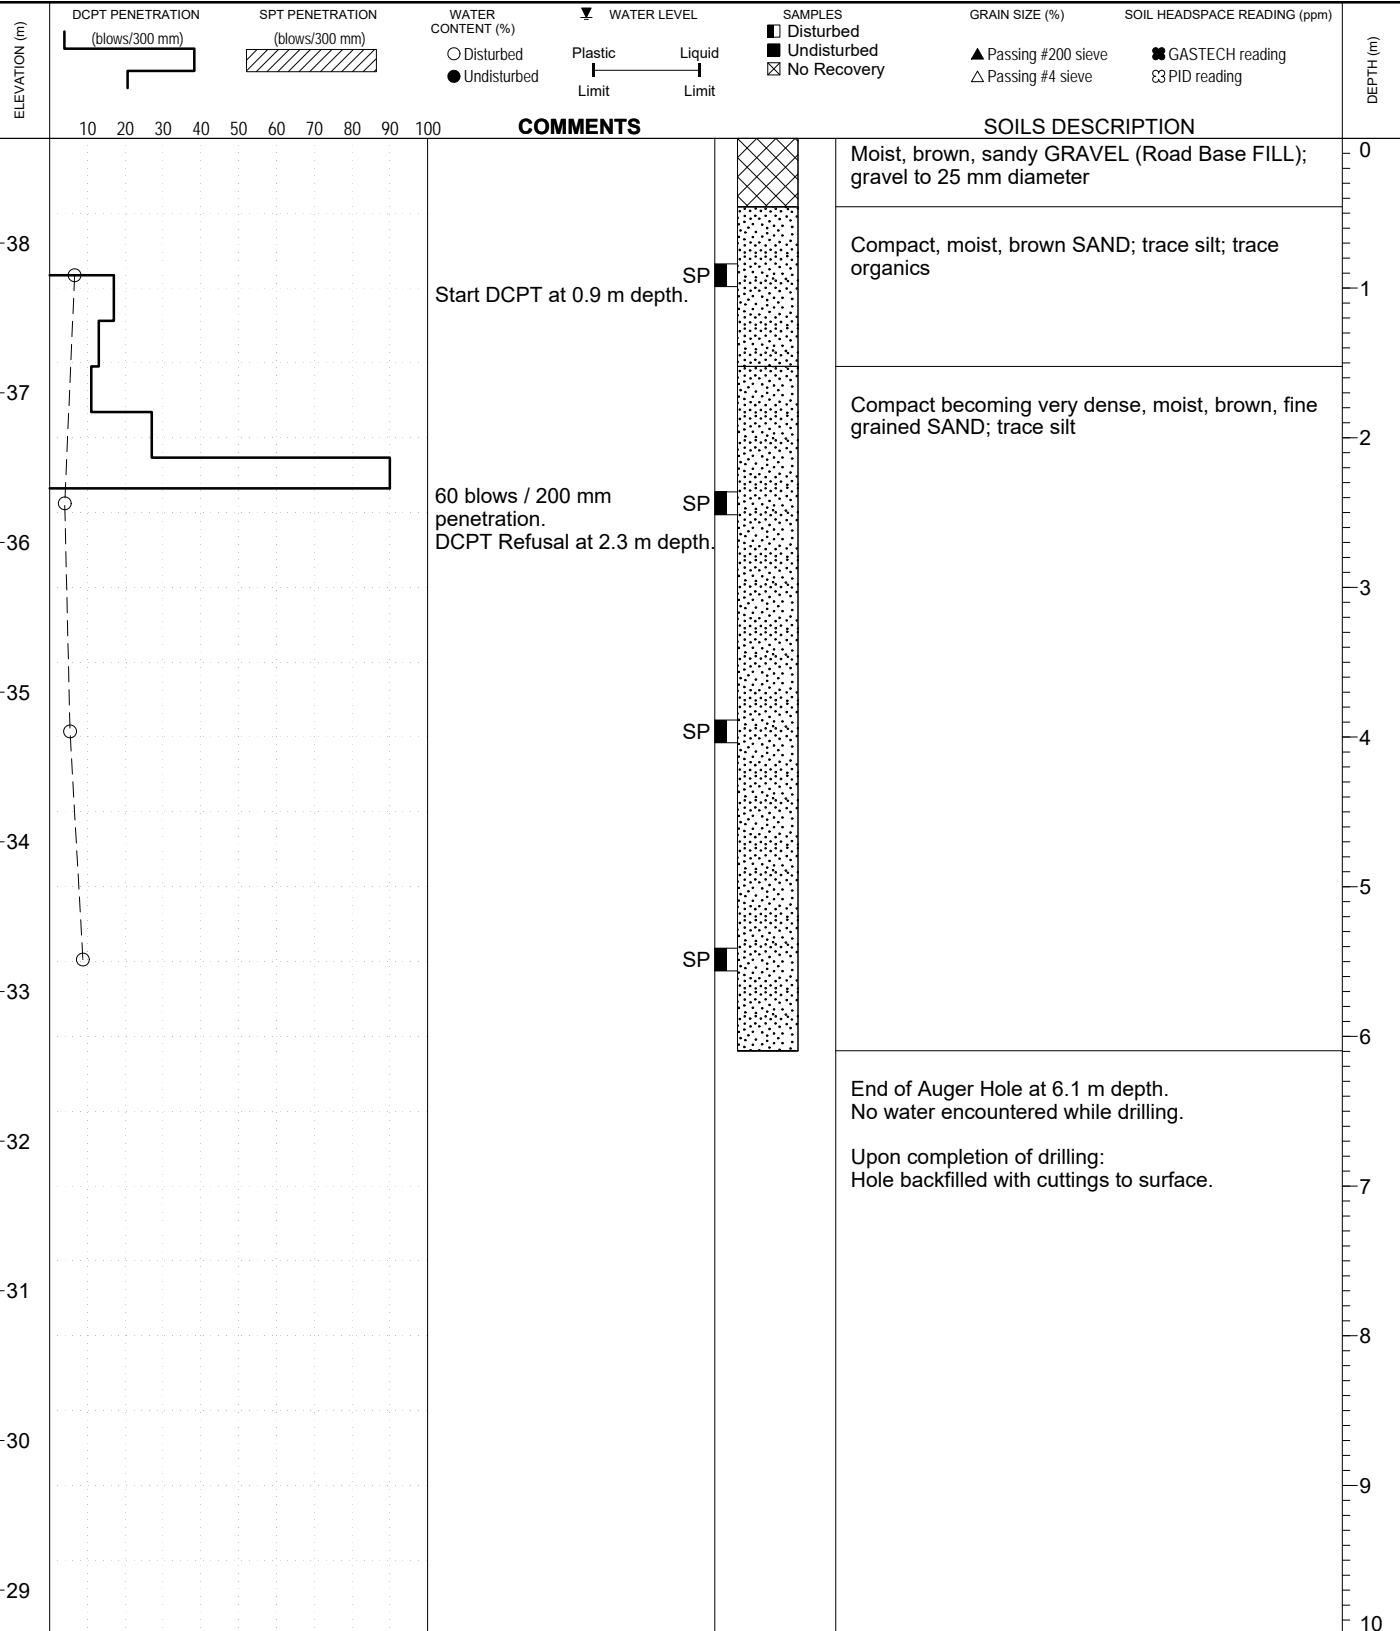 ELEVATION (m)
DCPT PENETRATION
(blows/300 mm)
SPT PENETRATION
(blows/300 mm)
WATER
CONTENT (%)
Disturbed
Undisturbed
WATER LEVEL
Plastic Liquid
Limit Limit
SAMPLES
Disturbed
Undisturbed
No Recovery
GRAIN SIZE (%)
Passing #200 sieve
Passing #4 sieve
SOIL HEADSPACE READING (ppm)
GASTECH reading
PID reading
DEPTH (m)
10 20 30 40 50 60 70 80 90 100
COMMENTS
SOILS DESCRIPTION
Moist, brown, sandy GRAVEL (Road Base FILL);
gravel to 25 mm diameter
0
38
Compact, moist, brown SAND; trace silt; trace
organics
SP
Start DCPT at 0.9 m depth.
1
37
Compact becoming very dense, moist, brown, fine
grained SAND; trace silt
2
60 blows / 200 mm
penetration.
DCPT Refusal at 2.3 m depth.
SP
36
3
35
SP
4
34
5
SP
33
6
End of Auger Hole at 6.1 m depth.
No water encountered while drilling.
32
Upon completion of drilling:
Hole backfilled with cuttings to surface.
7
31
8
30
9
29
10